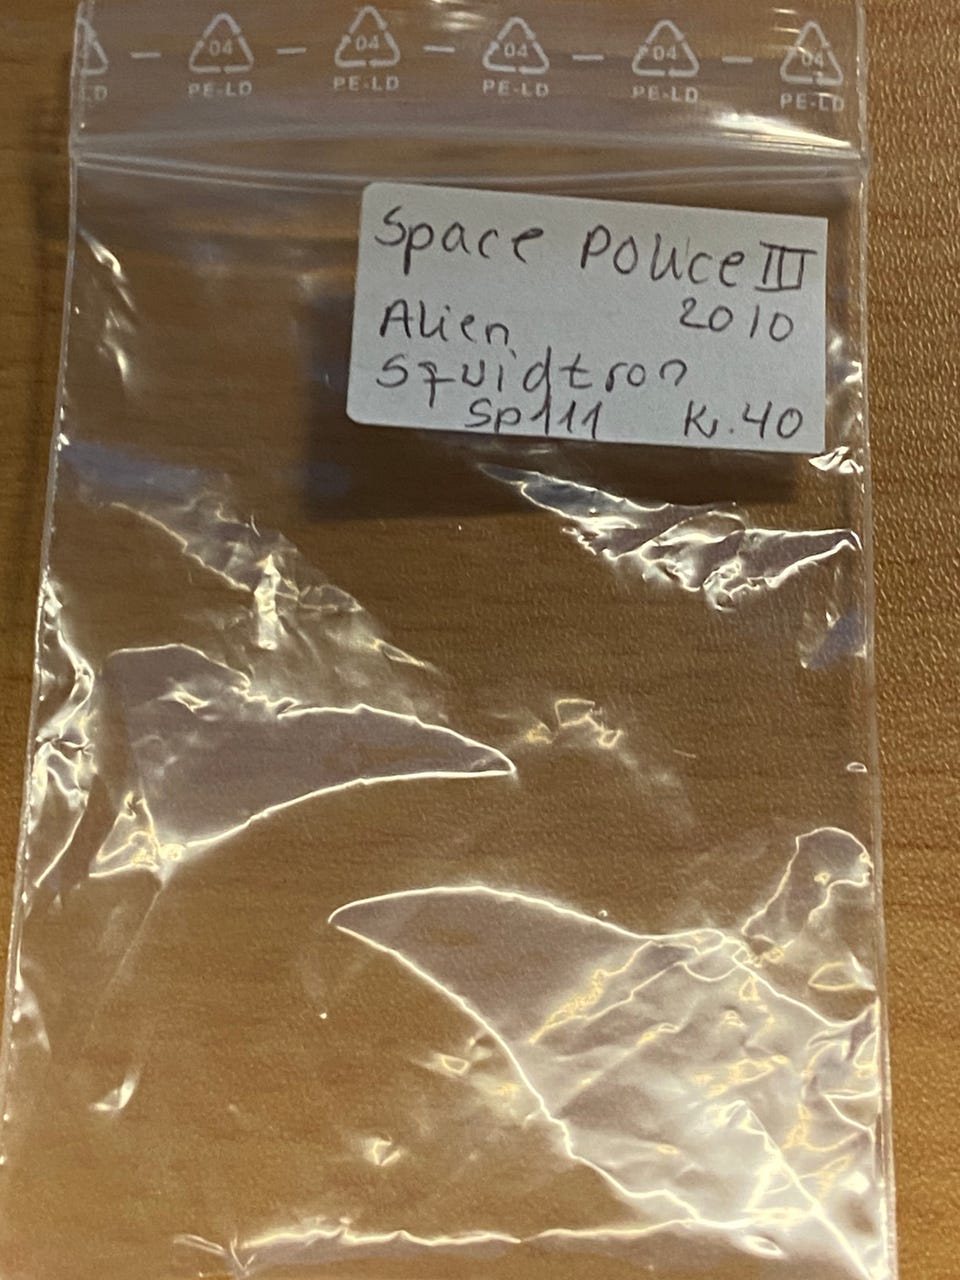 04 04 04 04 04
LD PE-LD PE-LD PE-LD PE-LD PE-LD
Space Police III
Alien 2010
Squidtron
Sp111 Kr. 40